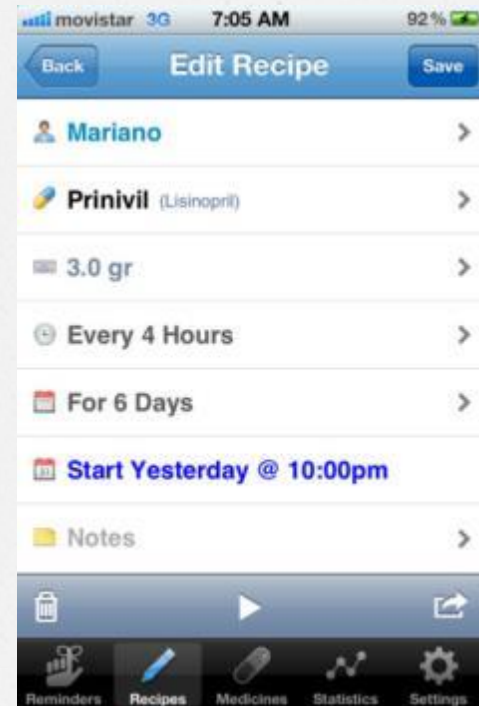 movistar 3G 7:05 AM 92%
Back Edit Recipe Save
Mariano
Prinivil (Lisinopril)
3.0 gr
Every 4 Hours
For 6 Days
Start Yesterday @ 10:00pm
Notes
Reminders Recipes Medicines Statistics Settings